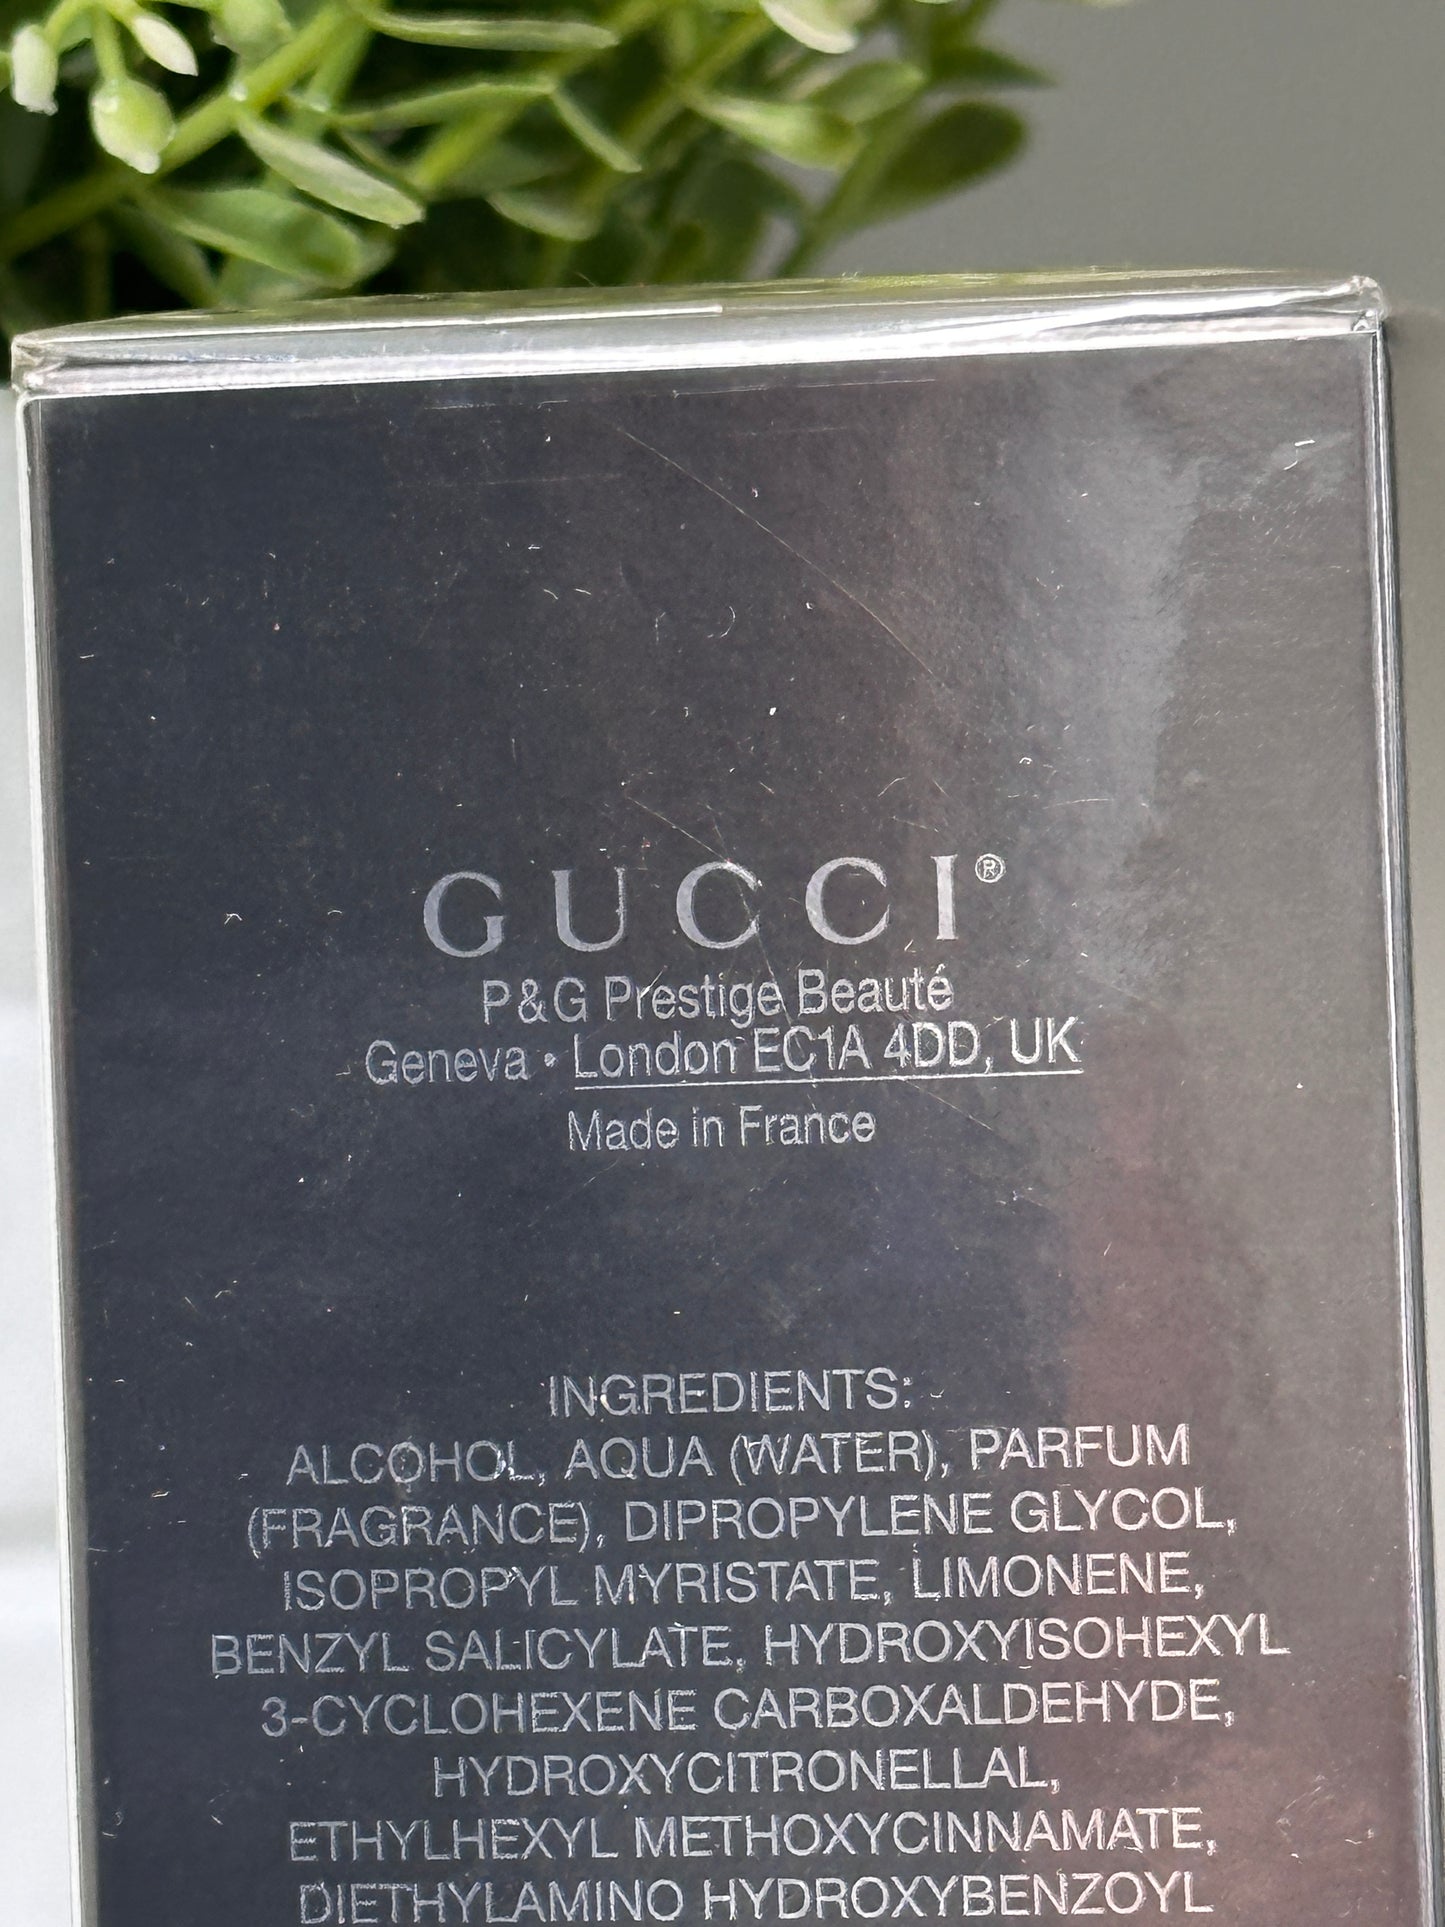 GUCCI®
P&G Prestige Beauté
Geneva • London EC1A 4DD, UK
Made in France
INGREDIENTS:
ALCOHOL, AQUA (WATER), PARFUM
(FRAGRANCE), DIPROPYLENE GLYCOL,
ISOPROPYL MYRISTATE, LIMONENE,
BENZYL SALICYLATE, HYDROXYISOHEXYL
3-CYCLOHEXENE CARBOXALDEHYDE,
HYDROXYCITRONELLAL,
ETHYLHEXYL METHOXYCINNAMATE,
DIETHYLAMINO HYDROXYBENZOYL